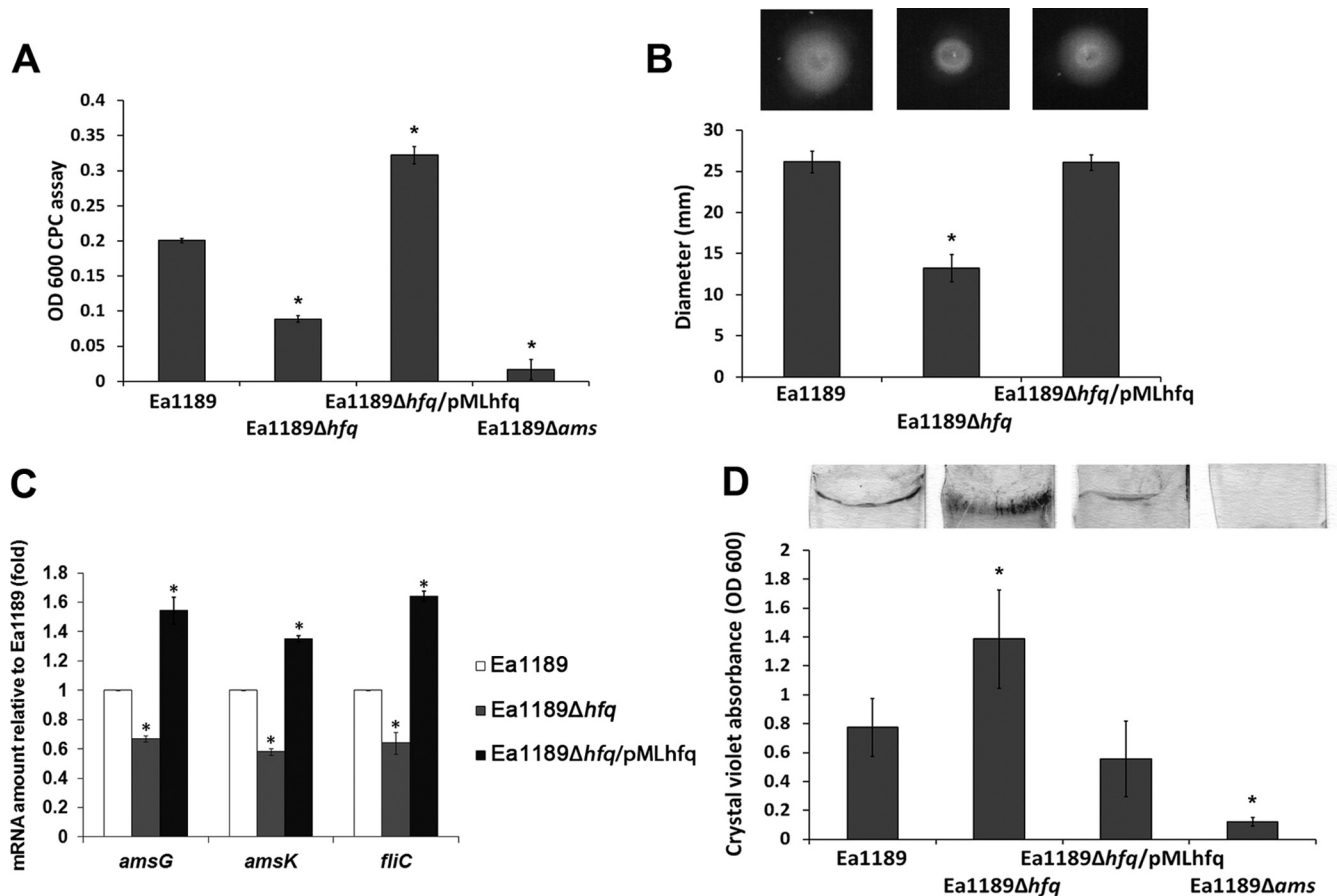 A
0.4
0.35
0.3
0.25
0.2
0.15
0.1
0.05
0
OD 600 CPC assay
*
*
*
Ea1189
Ea1189Δhfq
Ea1189Δhfq/pMLhfq
Ea1189Δams
B
30
25
20
15
10
5
0
Diameter (mm)
*
Ea1189
Ea1189Δhfq
Ea1189Δhfq/pMLhfq
C
1.8
1.6
1.4
1.2
1
0.8
0.6
0.4
0.2
0
mRNA amount relative to Ea1189 (fold)
*
*
*
*
*
*
amsG
amsK
fliC
Ea1189
Ea1189Δhfq
Ea1189Δhfq/pMLhfq
D
2
1.8
1.6
1.4
1.2
1
0.8
0.6
0.4
0.2
0
Crystal violet absorbance (OD 600)
*
*
Ea1189
Ea1189Δhfq
Ea1189Δhfq/pMLhfq
Ea1189Δams